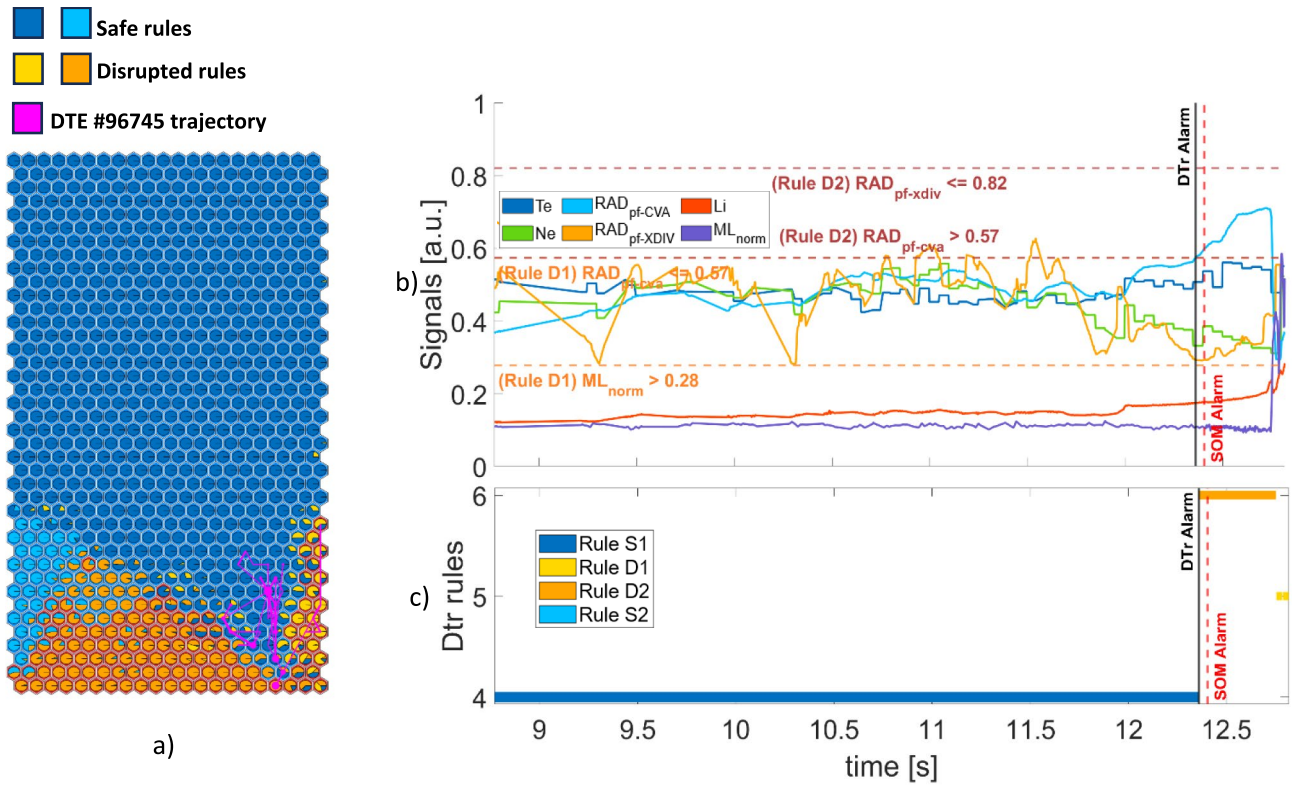 Safe rules
Disrupted rules
DTE #96745 trajectory
a)
b)
Signals [a.u.]
1
0.8
0.6
0.4
0.2
0
DTr Alarm
SOM Alarm
(Rule D2) RADpf-xdiv <= 0.82
Te RADpf-CVA Li
Ne RADpf-XDIV MLnorm
(Rule D2) RADpf-cva > 0.57
(Rule D1) RADpf-cva <= 0.57
(Rule D1) MLnorm > 0.28
c)
Dtr rules
6
5
4
Rule S1
Rule D1
Rule D2
Rule S2
DTr Alarm
SOM Alarm
9 9.5 10 10.5 11 11.5 12 12.5
time [s]